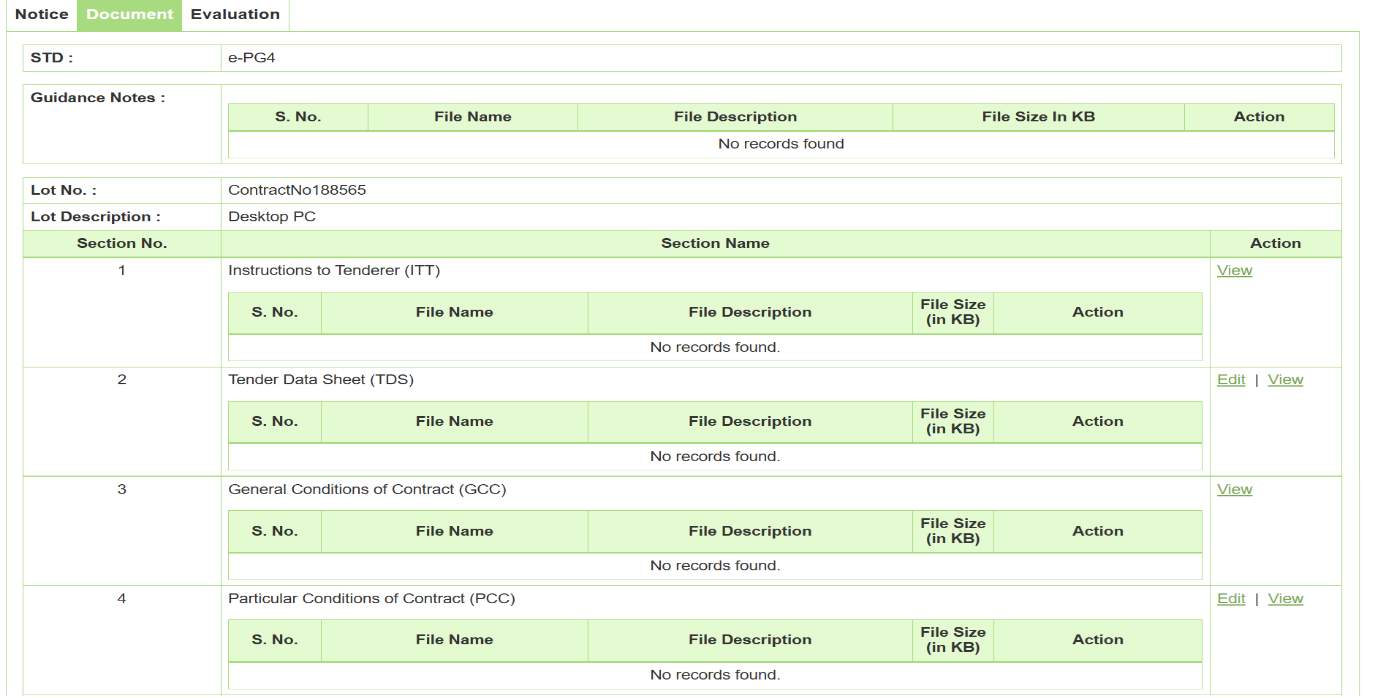 Notice Document Evaluation
STD : e-PG4
Guidance Notes :
S. No. File Name File Description File Size In KB Action
No records found
Lot No. : ContractNo188565
Lot Description : Desktop PC
Section No. Section Name Action
1 Instructions to Tenderer (ITT) View
S. No. File Name File Description File Size (in KB) Action
No records found.
2 Tender Data Sheet (TDS) Edit | View
S. No. File Name File Description File Size (in KB) Action
No records found.
3 General Conditions of Contract (GCC) View
S. No. File Name File Description File Size (in KB) Action
No records found.
4 Particular Conditions of Contract (PCC) Edit | View
S. No. File Name File Description File Size (in KB) Action
No records found.